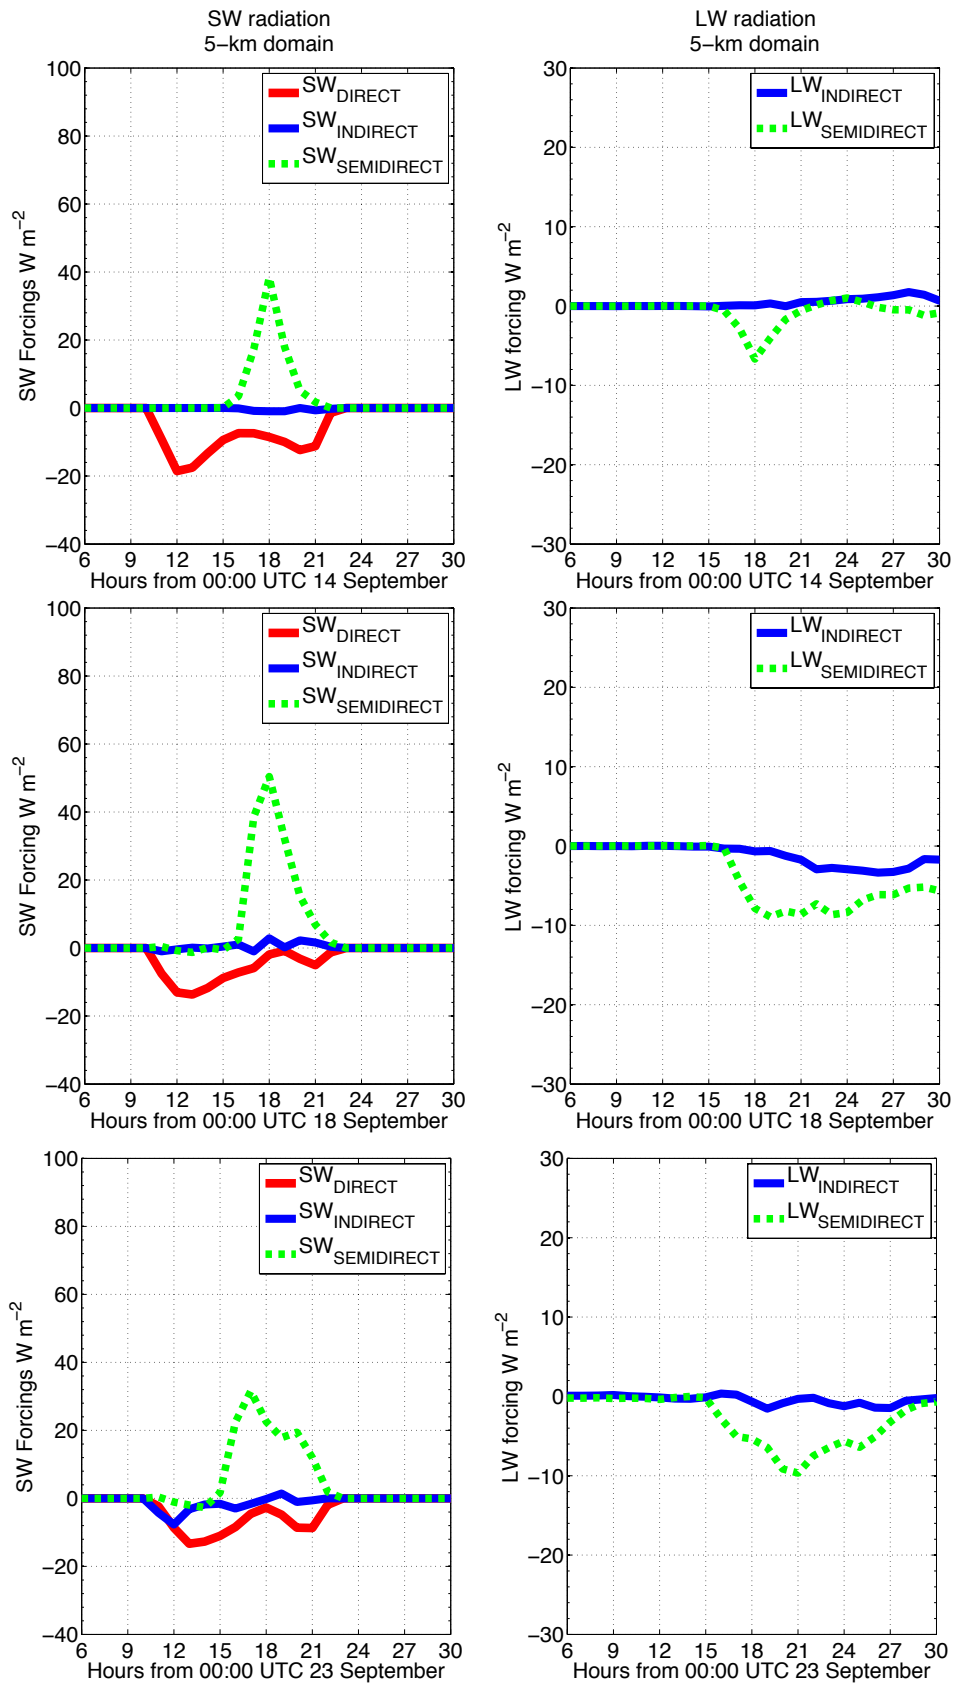 SW radiation
5−km domain
100
80
60
40
20
0
−20
−40
SW Forcings W m−2
SW DIRECT
SW INDIRECT
SW SEMIDIRECT
6 9 12 15 18 21 24 27 30
Hours from 00:00 UTC 14 September
LW radiation
5−km domain
30
20
10
0
−10
−20
−30
LW forcing W m−2
LW INDIRECT
LW SEMIDIRECT
6 9 12 15 18 21 24 27 30
Hours from 00:00 UTC 14 September
100
80
60
40
20
0
−20
−40
SW Forcing W m−2
SW DIRECT
SW INDIRECT
SW SEMIDIRECT
6 9 12 15 18 21 24 27 30
Hours from 00:00 UTC 18 September
30
20
10
0
−10
−20
−30
LW forcing W m−2
LW INDIRECT
LW SEMIDIRECT
6 9 12 15 18 21 24 27 30
Hours from 00:00 UTC 18 September
100
80
60
40
20
0
−20
−40
SW Forcings W m−2
SW DIRECT
SW INDIRECT
SW SEMIDIRECT
6 9 12 15 18 21 24 27 30
Hours from 00:00 UTC 23 September
30
20
10
0
−10
−20
−30
LW forcing W m−2
LW INDIRECT
LW SEMIDIRECT
6 9 12 15 18 21 24 27 30
Hours from 00:00 UTC 23 September